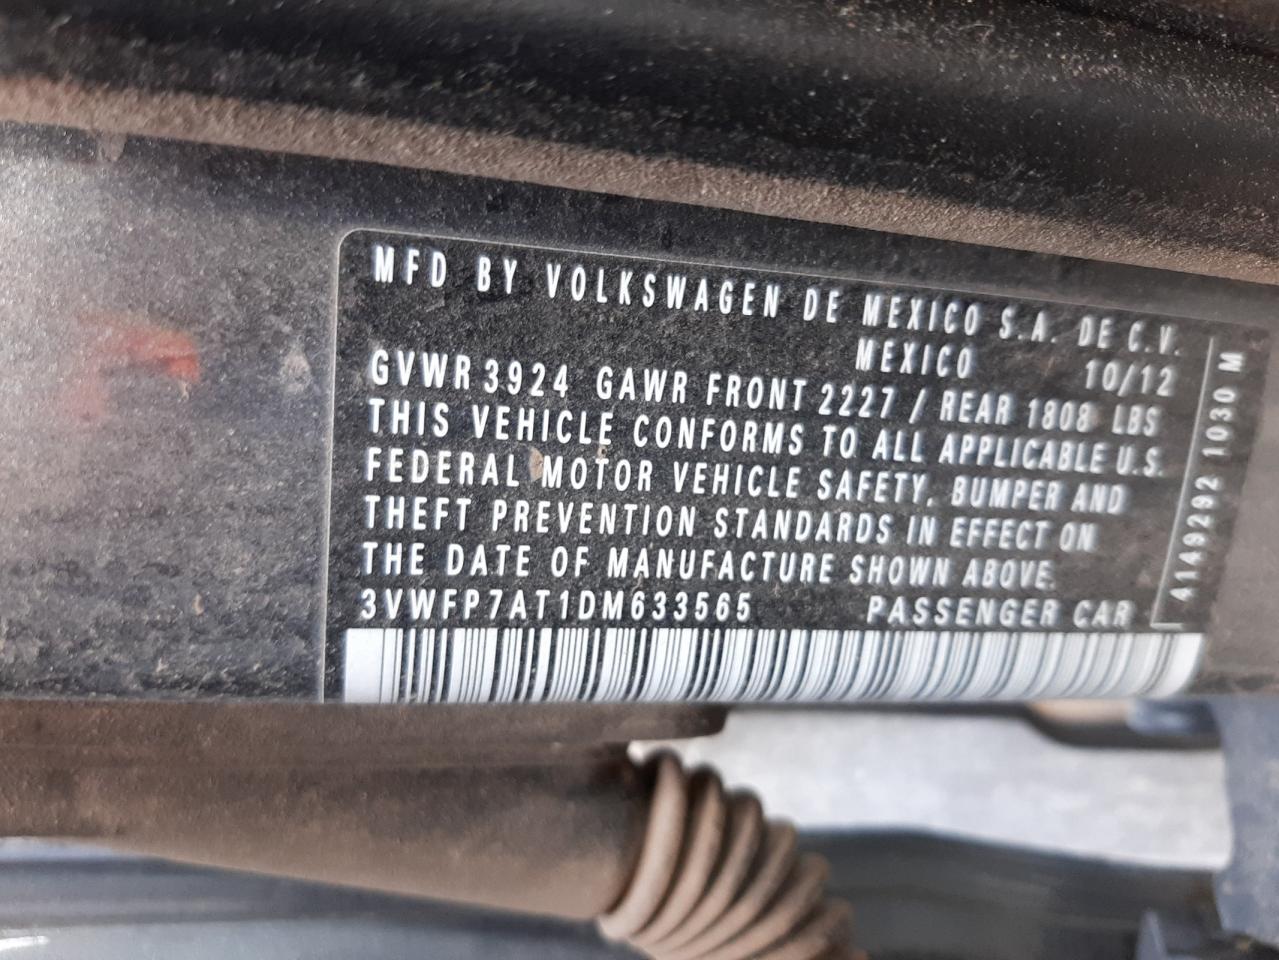 MFD BY VOLKSWAGEN DE MEXICO S.A. DE C.V.
MEXICO 10/12
GVWR 3924 GAWR FRONT 2227 / REAR 1808 LBS
THIS VEHICLE CONFORMS TO ALL APPLICABLE U.S.
FEDERAL MOTOR VEHICLE SAFETY, BUMPER AND
THEFT PREVENTION STANDARDS IN EFFECT ON
THE DATE OF MANUFACTURE SHOWN ABOVE.
3VWFP7AT1DM633565 PASSENGER CAR
4149292 1030 M